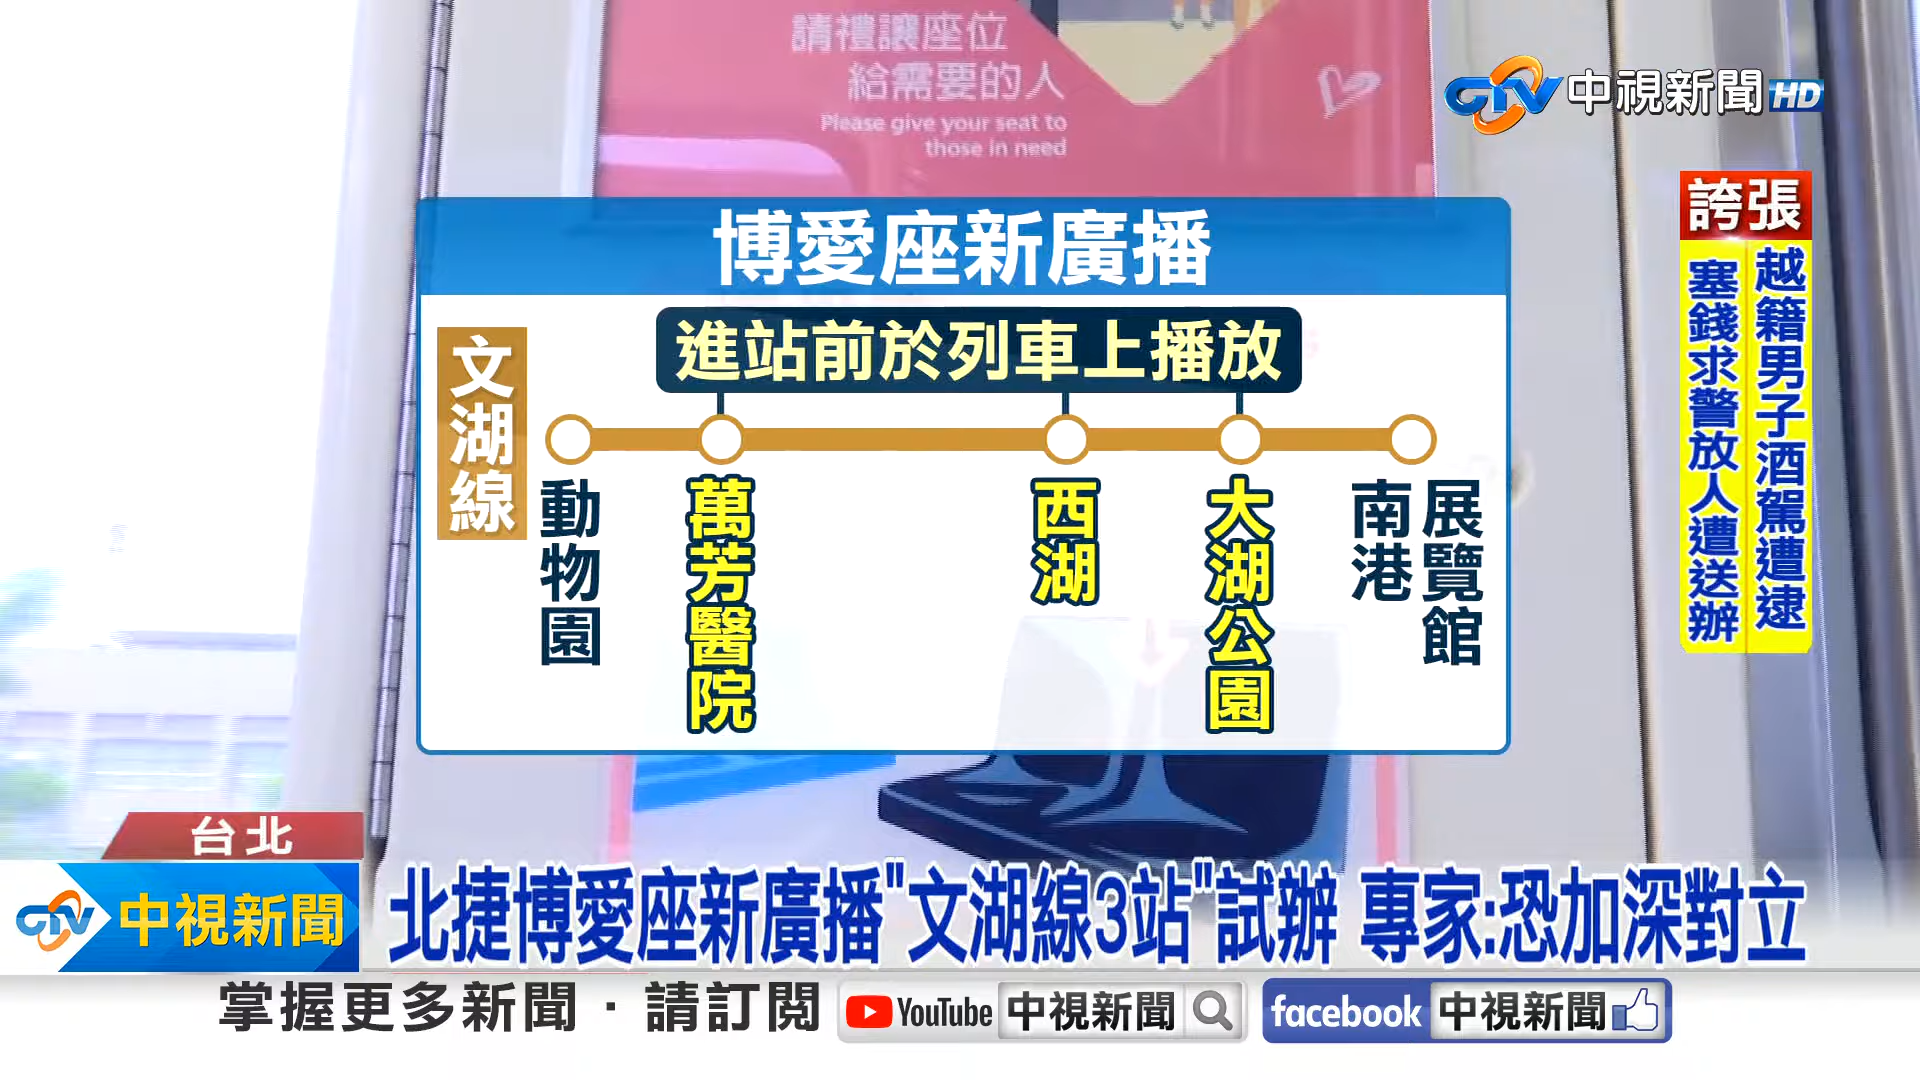 請禮讓座位
給需要的人
Please give your seat to
those in need
CTV 中視新聞 HD
誇張
越籍男子酒駕遭逮
塞錢求警放人遭送辦
博愛座新廣播
進站前於列車上播放
文湖線
動物園
萬芳醫院
西湖
大湖公園
南港
展覽館
台北
CTV 中視新聞
北捷博愛座新廣播"文湖線3站"試辦 專家:恐加深對立
掌握更多新聞·請訂閱 YouTube 中視新聞 facebook 中視新聞